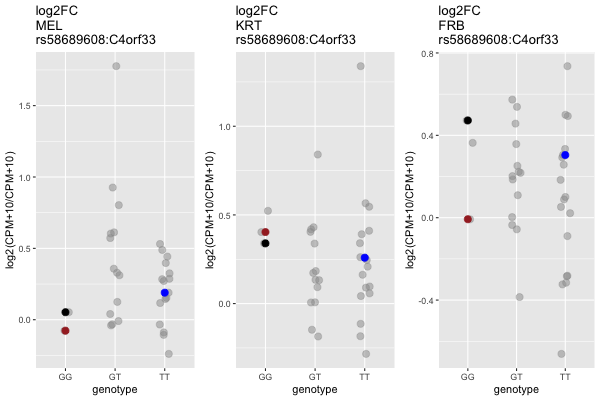 log2FC
MEL
rs58689608:C4orf33
log2(CPM+10/CPM+10)
1.5
1.0
0.5
0.0
GG GT TT
genotype
log2FC
KRT
rs58689608:C4orf33
log2(CPM+10/CPM+10)
1.0
0.5
0.0
GG GT TT
genotype
log2FC
FRB
rs58689608:C4orf33
log2(CPM+10/CPM+10)
0.8
0.4
0.0
-0.4
GG GT TT
genotype